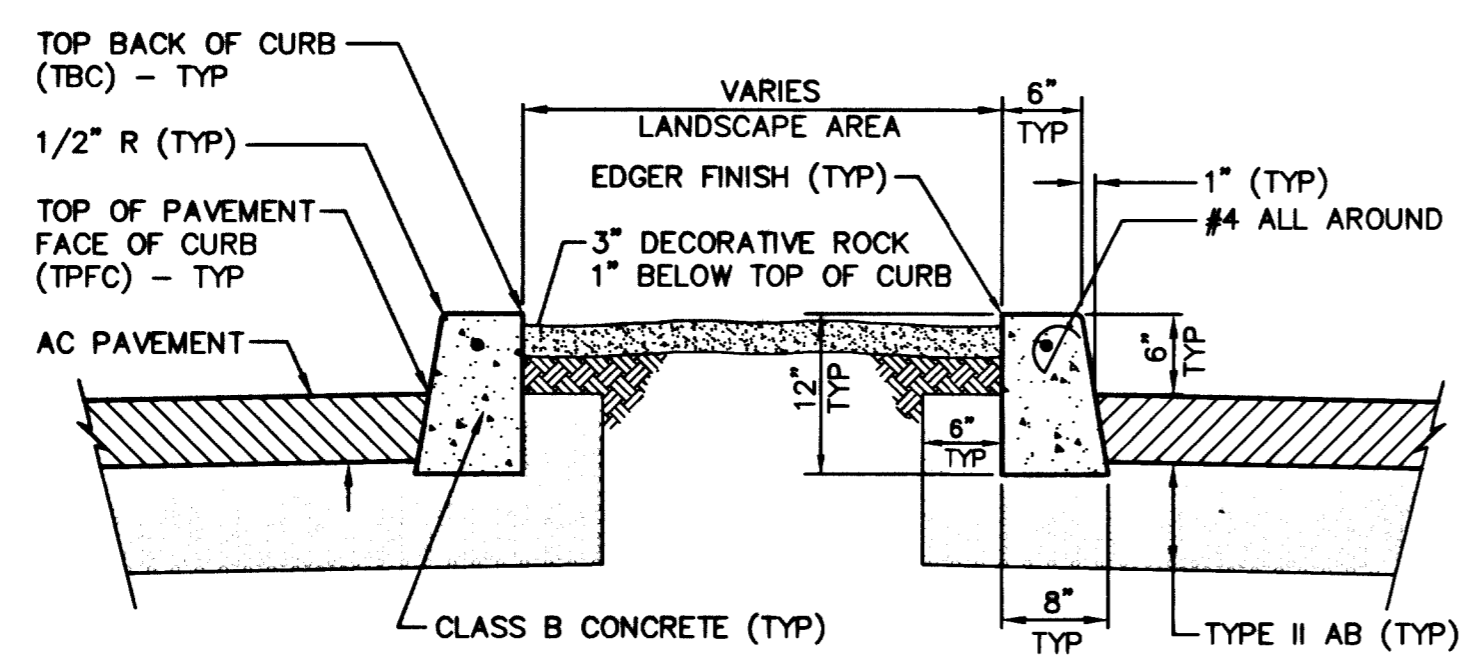 TOP BACK OF CURB
(TBC) – TYP
1/2" R (TYP)
TOP OF PAVEMENT
FACE OF CURB
(TPFC) – TYP
AC PAVEMENT
VARIES
LANDSCAPE AREA
6"
TYP
EDGER FINISH (TYP)
3" DECORATIVE ROCK
1" BELOW TOP OF CURB
1" (TYP)
#4 ALL AROUND
12"
TYP
6"
TYP
6"
TYP
8"
TYP
CLASS B CONCRETE (TYP)
TYPE II AB (TYP)